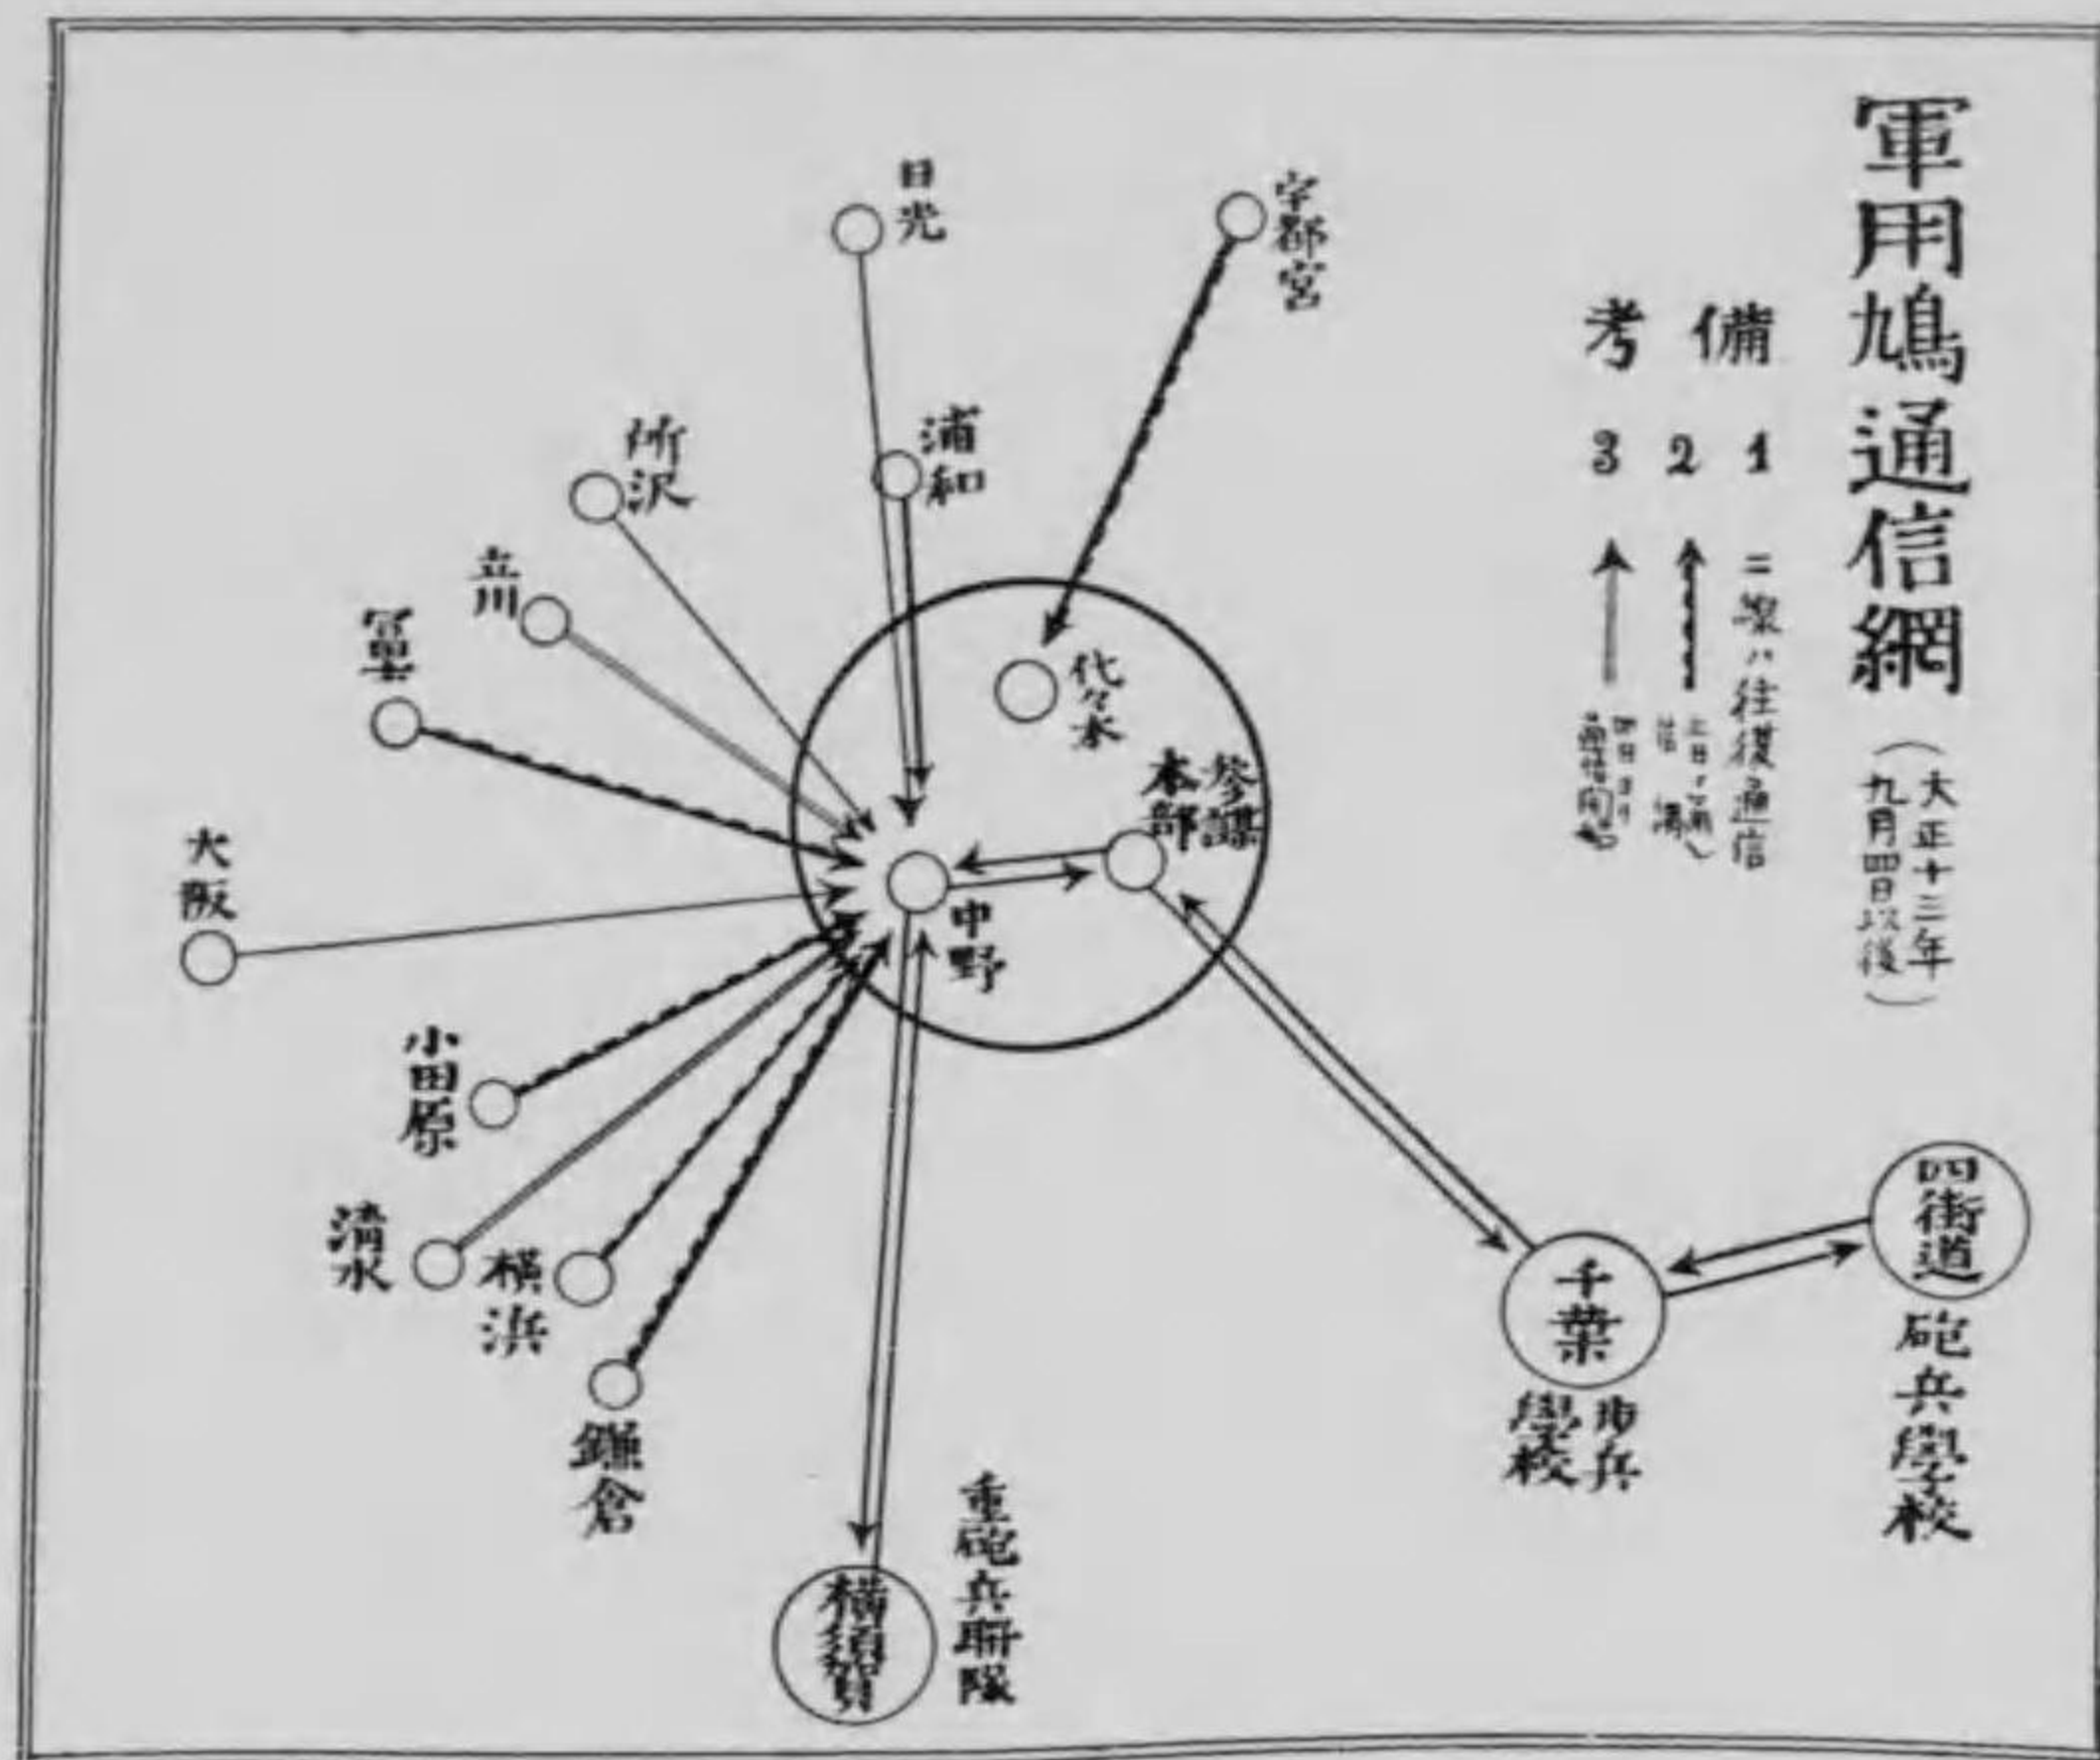 軍用鳩通信網
（大正十二年
九月四日以後）
備考
1 二線ハ往復通信
2
3
宇都宮
日光
浦和
所沢
立川
大阪
小田原
清水
横浜
鎌倉
代々木
参謀
本部
中野
四街道
砲兵學校
千葉
歩兵
學校
横須賀
重砲兵聯隊